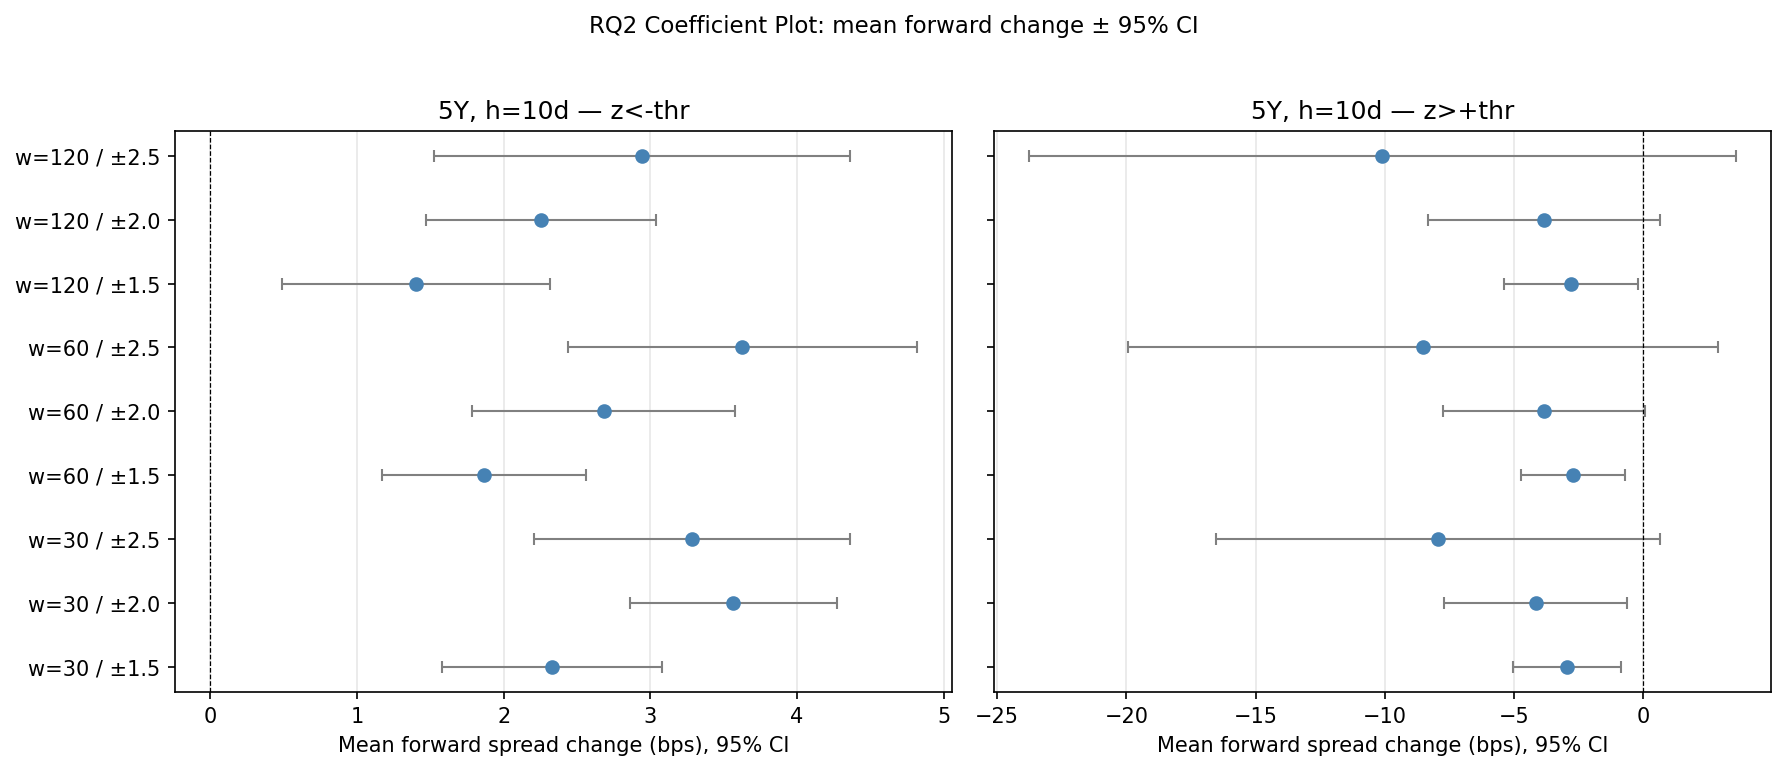 RQ2 Coefficient Plot: mean forward change ± 95% CI
5Y, h=10d — z<-thr
5Y, h=10d — z>+thr
w=120 / ±2.5
w=120 / ±2.0
w=120 / ±1.5
w=60 / ±2.5
w=60 / ±2.0
w=60 / ±1.5
w=30 / ±2.5
w=30 / ±2.0
w=30 / ±1.5
0 1 2 3 4 5
−25 −20 −15 −10 −5 0
Mean forward spread change (bps), 95% CI
Mean forward spread change (bps), 95% CI